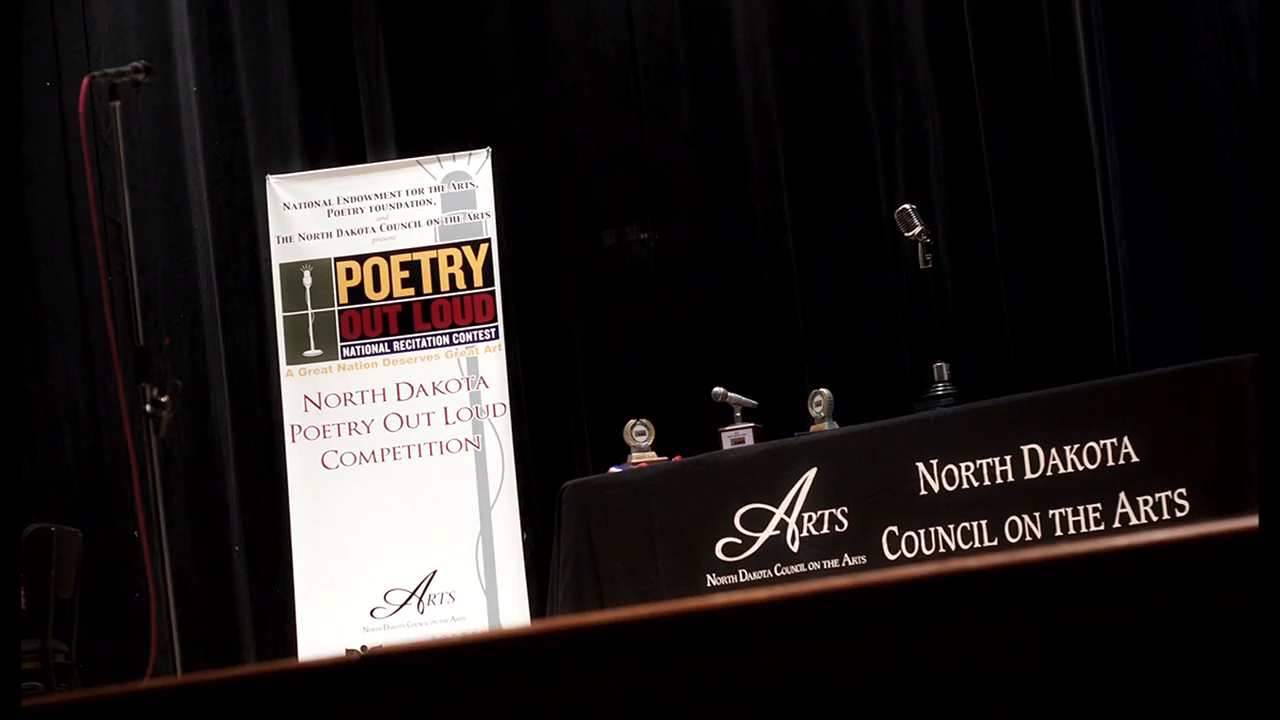 NATIONAL ENDOWMENT FOR THE ARTS,
POETRY FOUNDATION,
and
THE NORTH DAKOTA COUNCIL ON THE ARTS
present
POETRY
OUT LOUD
NATIONAL RECITATION CONTEST
A Great Nation Deserves Great Art
NORTH DAKOTA
POETRY OUT LOUD
COMPETITION
ARTS
NORTH DAKOTA COUNCIL ON THE ARTS
ARTS
NORTH DAKOTA COUNCIL ON THE ARTS
NORTH DAKOTA
COUNCIL ON THE ARTS